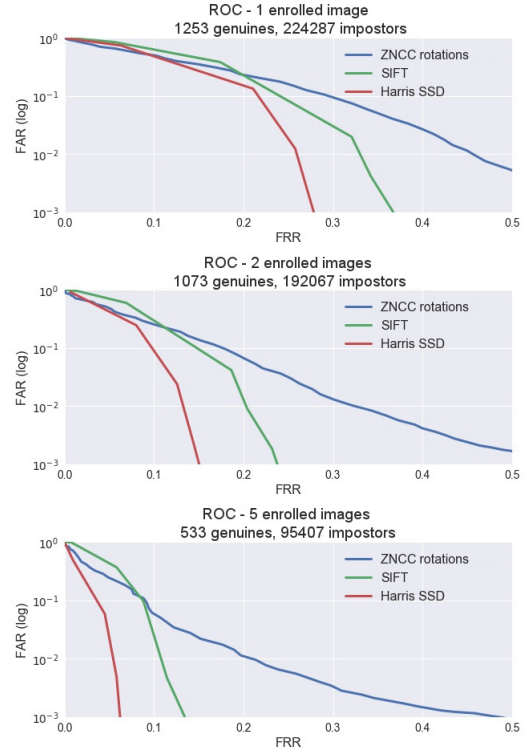 ROC - 1 enrolled image
1253 genuines, 224287 impostors
10^0
10^-1
10^-2
10^-3
FAR (log)
ZNCC rotations
SIFT
Harris SSD
0.0 0.1 0.2 0.3 0.4 0.5
FRR
ROC - 2 enrolled images
1073 genuines, 192067 impostors
10^0
10^-1
10^-2
10^-3
FAR (log)
ZNCC rotations
SIFT
Harris SSD
0.0 0.1 0.2 0.3 0.4 0.5
FRR
ROC - 5 enrolled images
533 genuines, 95407 impostors
10^0
10^-1
10^-2
10^-3
FAR (log)
ZNCC rotations
SIFT
Harris SSD
0.0 0.1 0.2 0.3 0.4 0.5
FRR